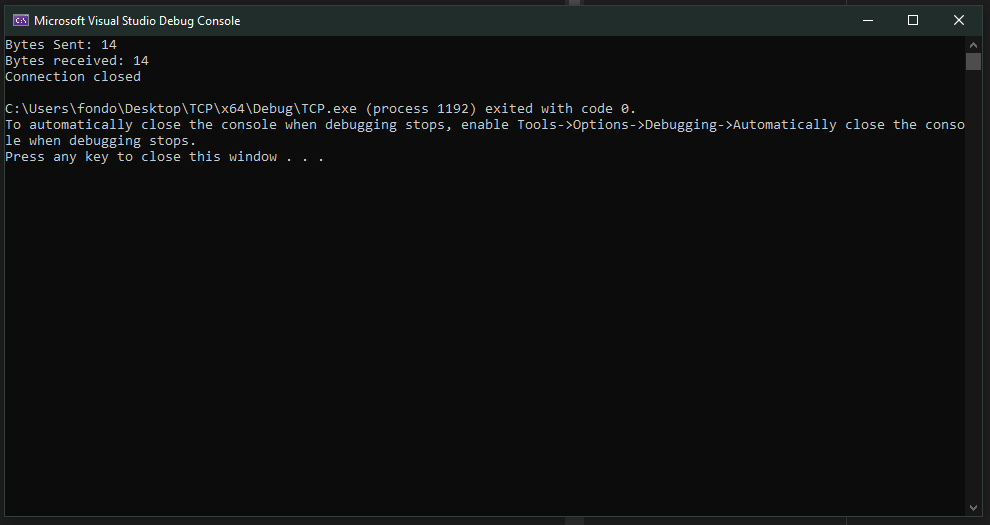 Microsoft Visual Studio Debug Console
Bytes Sent: 14
Bytes received: 14
Connection closed
C:\Users\fondo\Desktop\TCP\x64\Debug\TCP.exe (process 1192) exited with code 0.
To automatically close the console when debugging stops, enable Tools->Options->Debugging->Automatically close the conso
le when debugging stops.
Press any key to close this window . . .